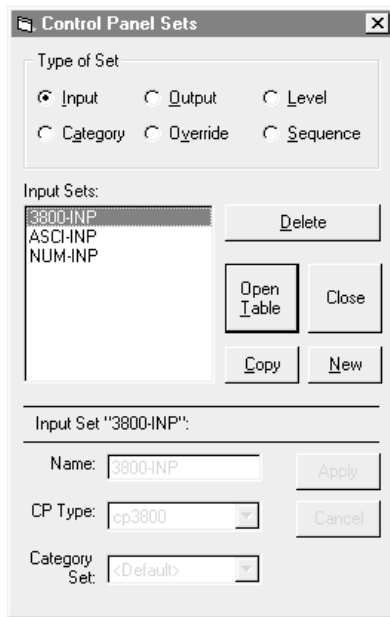 Control Panel Sets
Type of Set
Input Output Level
Category Override Sequence
Input Sets:
3800-INP
ASCI-INP
NUM-INP
Delete
Open
Table
Close
Copy New
Input Set "3800-INP":
Name: 3800-INP Apply
CP Type: cp3800 Cancel
Category
Set: <Default>